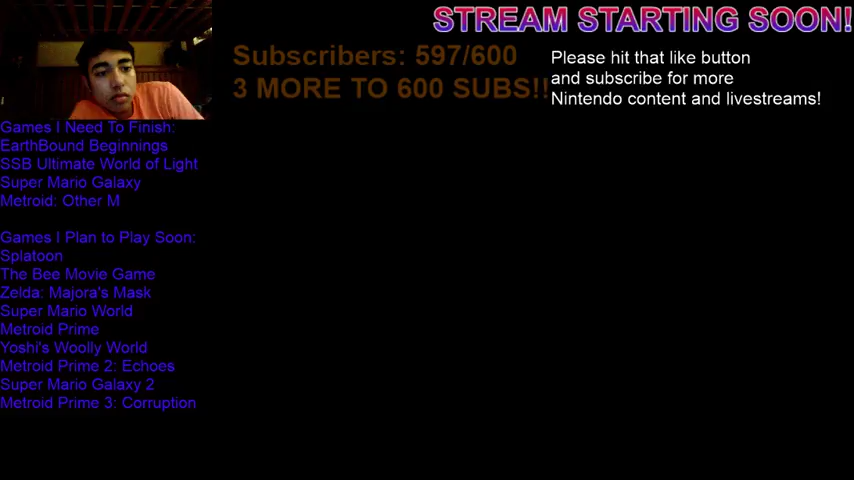 STREAM STARTING SOON!
Subscribers: 597/600
3 MORE TO 600 SUBS!!
Please hit that like button
and subscribe for more
Nintendo content and livestreams!
Games I Need To Finish:
EarthBound Beginnings
SSB Ultimate World of Light
Super Mario Galaxy
Metroid: Other M
Games I Plan to Play Soon:
Splatoon
The Bee Movie Game
Zelda: Majora's Mask
Super Mario World
Metroid Prime
Yoshi's Woolly World
Metroid Prime 2: Echoes
Super Mario Galaxy 2
Metroid Prime 3: Corruption